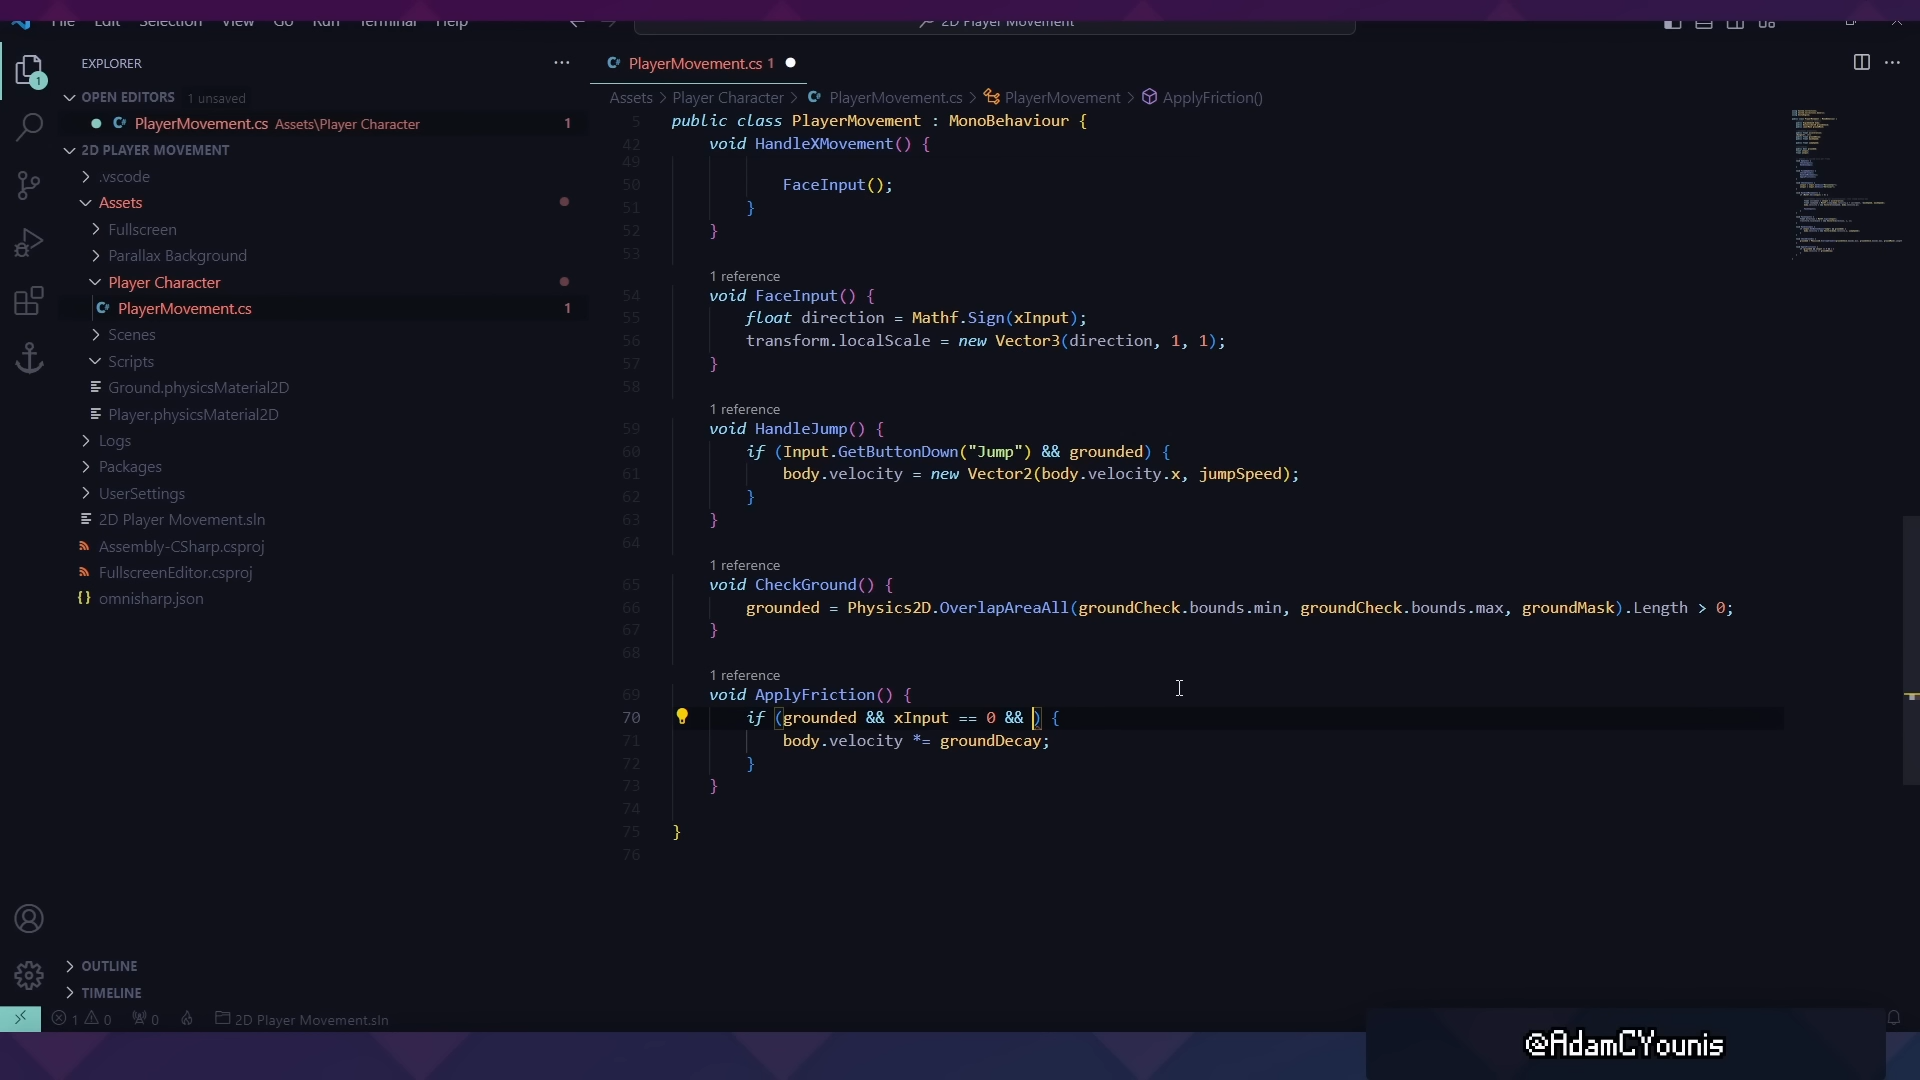 File Edit Selection View Go Run Terminal Help
2D Player Movement
EXPLORER
OPEN EDITORS 1 unsaved
PlayerMovement.cs Assets\Player Character 1
2D PLAYER MOVEMENT
.vscode
Assets
Fullscreen
Parallax Background
Player Character
PlayerMovement.cs 1
Scenes
Scripts
Ground.physicsMaterial2D
Player.physicsMaterial2D
Logs
Packages
UserSettings
2D Player Movement.sln
Assembly-CSharp.csproj
FullscreenEditor.csproj
{} omnisharp.json
OUTLINE
TIMELINE
1
PlayerMovement.cs 1
Assets > Player Character > PlayerMovement.cs > PlayerMovement > ApplyFriction()
5 public class PlayerMovement : MonoBehaviour {
42 void HandleXMovement() {
49
50 FaceInput();
51 }
52 }
53
1 reference
54 void FaceInput() {
55 float direction = Mathf.Sign(xInput);
56 transform.localScale = new Vector3(direction, 1, 1);
57 }
58
1 reference
59 void HandleJump() {
60 if (Input.GetButtonDown("Jump") && grounded) {
61 body.velocity = new Vector2(body.velocity.x, jumpSpeed);
62 }
63 }
64
1 reference
65 void CheckGround() {
66 grounded = Physics2D.OverlapAreaAll(groundCheck.bounds.min, groundCheck.bounds.max, groundMask).Length > 0;
67 }
68
1 reference
69 void ApplyFriction() {
70 if (grounded && xInput == 0 && ) {
71 body.velocity *= groundDecay;
72 }
73 }
74
75 }
76
1 0 0 2D Player Movement.sln
@AdamCYounis